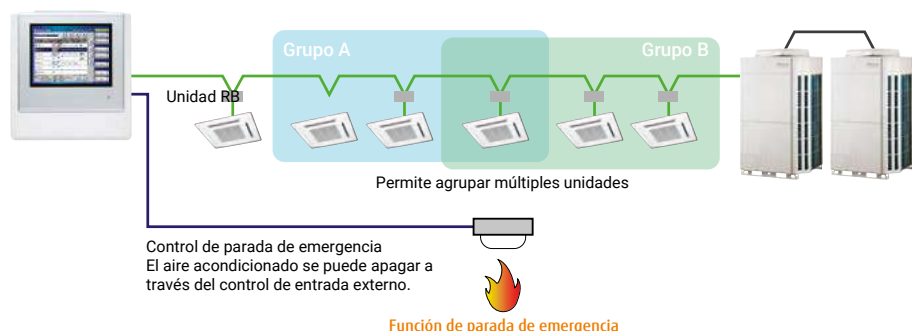 Grupo A
Grupo B
Unidad RB
Permite agrupar múltiples unidades
Control de parada de emergencia
El aire acondicionado se puede apagar a
través del control de entrada externo.
Función de parada de emergencia